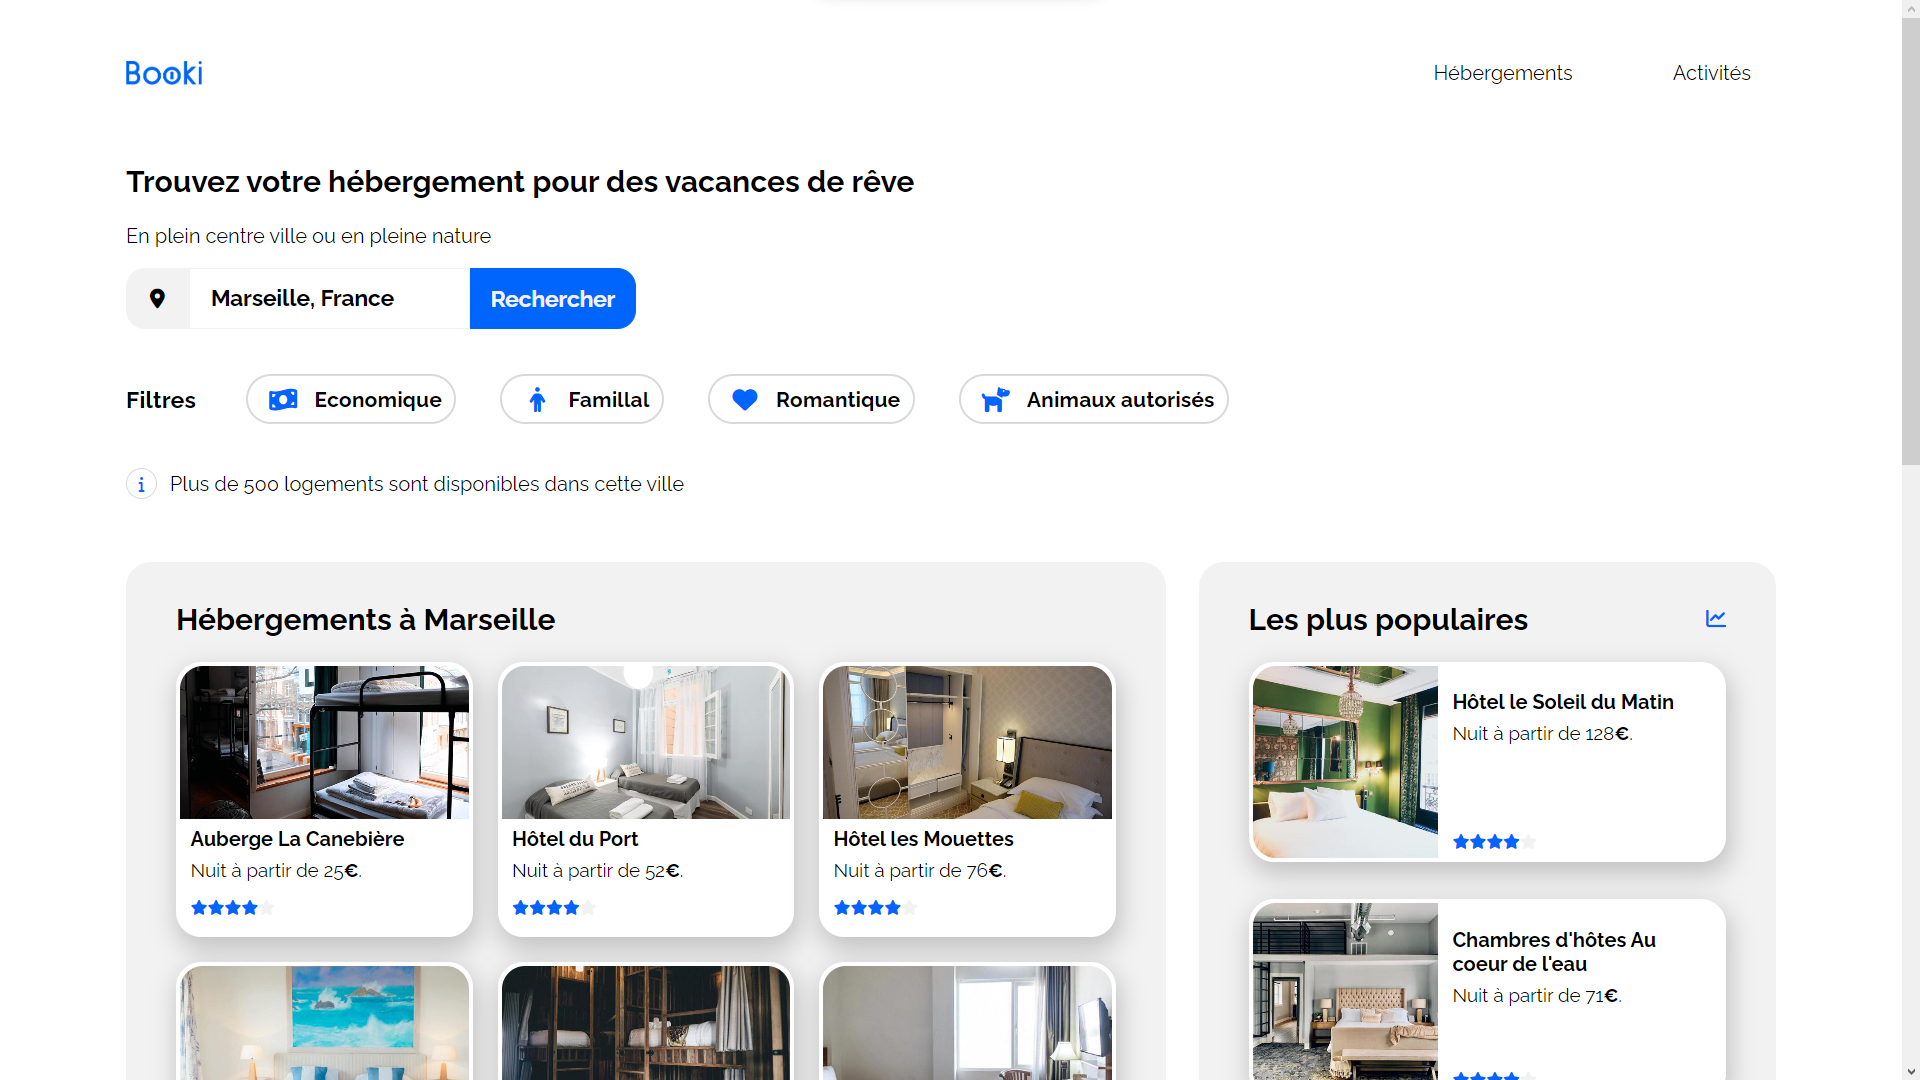 Booki
Hébergements
Activités
Trouvez votre hébergement pour des vacances de rêve
En plein centre ville ou en pleine nature
Marseille, France
Rechercher
Filtres
Economique
Famillal
Romantique
Animaux autorisés
Plus de 500 logements sont disponibles dans cette ville
Hébergements à Marseille
Auberge La Canebière
Nuit à partir de 25€.
Hôtel du Port
Nuit à partir de 52€.
Hôtel les Mouettes
Nuit à partir de 76€.
Les plus populaires
Hôtel le Soleil du Matin
Nuit à partir de 128€.
Chambres d'hôtes Au
coeur de l'eau
Nuit à partir de 71€.